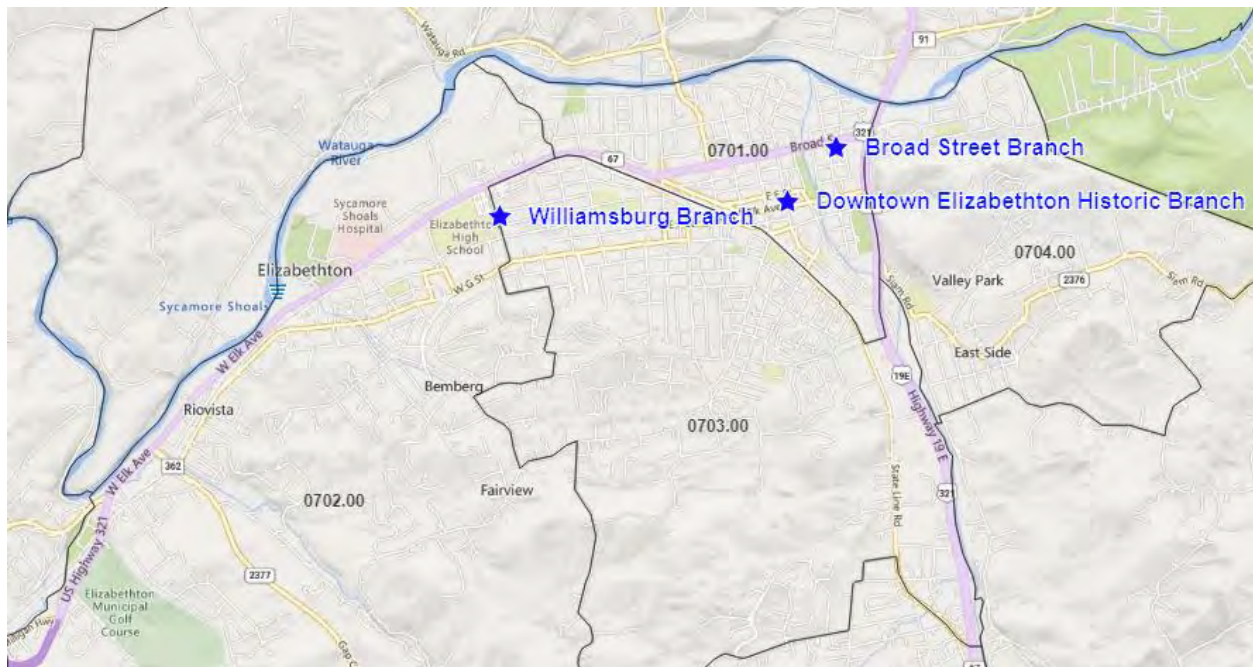 Watauga Rd
91
Watauga
River
67
0701.00
Broad S
321
Broad Street Branch
Sycamore
Shoals
Hospital
Elizabethton
High
School
Williamsburg Branch
E E S
Elk Ave
Downtown Elizabethton Historic Branch
0704.00
Elizabethton
W G St
Valley Park
2376
Siam Rd
Siam Rd
Sycamore Shoals
W Elk Ave
East Side
Bemberg
19E
Riovista
0703.00
Highway 19 E
W Elk Ave
362
Fairview
0702.00
State Line Rd
321
US Highway 321
2377
Elizabethton
Municipal
Golf
Course
Gap C